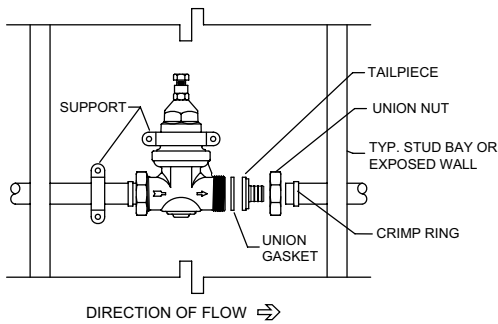 TAILPIECE
SUPPORT
UNION NUT
TYP. STUD BAY OR
EXPOSED WALL
CRIMP RING
UNION
GASKET
DIRECTION OF FLOW